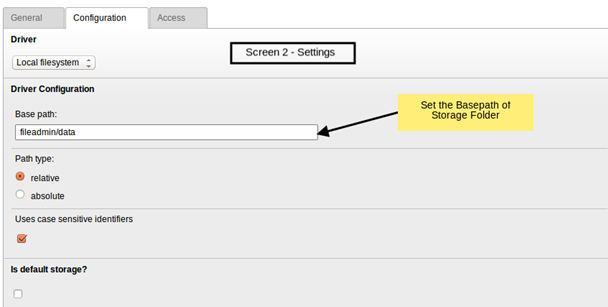 General
Configuration
Access
Driver
Screen 2 - Settings
Local filesystem
Driver Configuration
Set the Basepath of
Storage Folder
Base path:
fileadmin/data
Path type:
relative
absolute
Uses case sensitive identifiers
Is default storage?